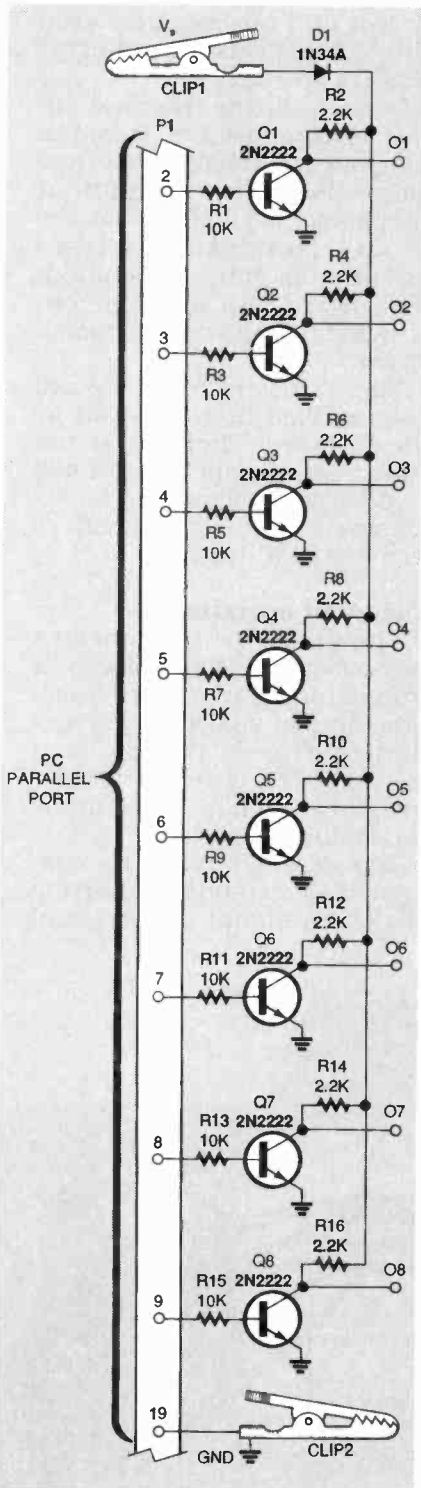 Vs
CLIP1
D1
1N34A
P1
R2
2.2K
O1
Q1
2N2222
2
R1
10K
R4
2.2K
O2
Q2
2N2222
3
R3
10K
R6
2.2K
O3
Q3
2N2222
4
R5
10K
R8
2.2K
O4
Q4
2N2222
5
R7
10K
PC
PARALLEL
PORT
R10
2.2K
O5
Q5
2N2222
6
R9
10K
R12
2.2K
O6
Q6
2N2222
7
R11
10K
R14
2.2K
O7
Q7
2N2222
8
R13
10K
R16
2.2K
O8
Q8
2N2222
9
R15
10K
19
GND
CLIP2